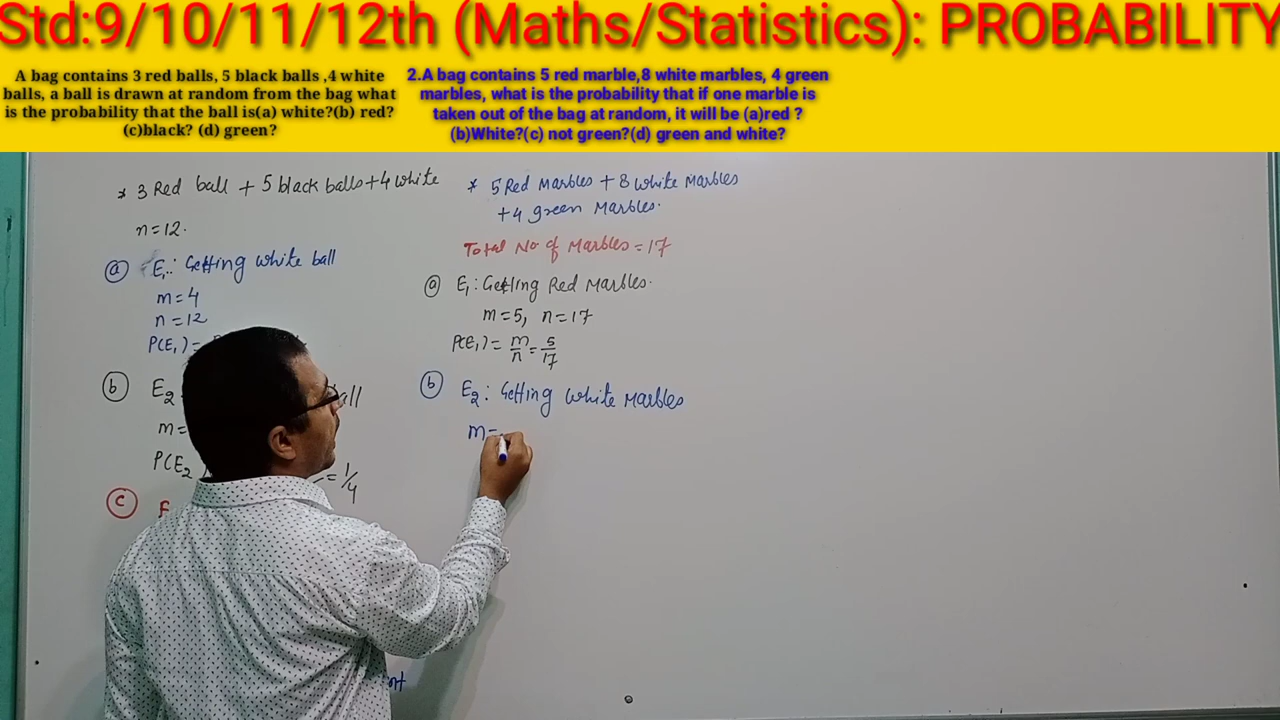 Std:9/10/11/12th (Maths/Statistics): PROBABILITY
A bag contains 3 red balls, 5 black balls ,4 white
balls, a ball is drawn at random from the bag what
is the probability that the ball is(a) white?(b) red?
(c)black? (d) green?
2.A bag contains 5 red marble,8 white marbles, 4 green
marbles, what is the probability that if one marble is
taken out of the bag at random, it will be (a)red ?
(b)White?(c) not green?(d) green and white?
* 3 Red ball + 5 black balls+4 white
n=12.
(a) E₁: Getting white ball
m=4
n=12
P(E₁)=
(b) E₂
m=
P(E₂ = 1/4
(c)
* 5 Red Marbles + 8 white Marbles
+4 green Marbles.
Total No of Marbles = 17
(a) E₁: Getting Red Marbles.
m=5, n=17
P(E₁)= m/n = 5/17
(b) E₂: Getting white Marbles
m=